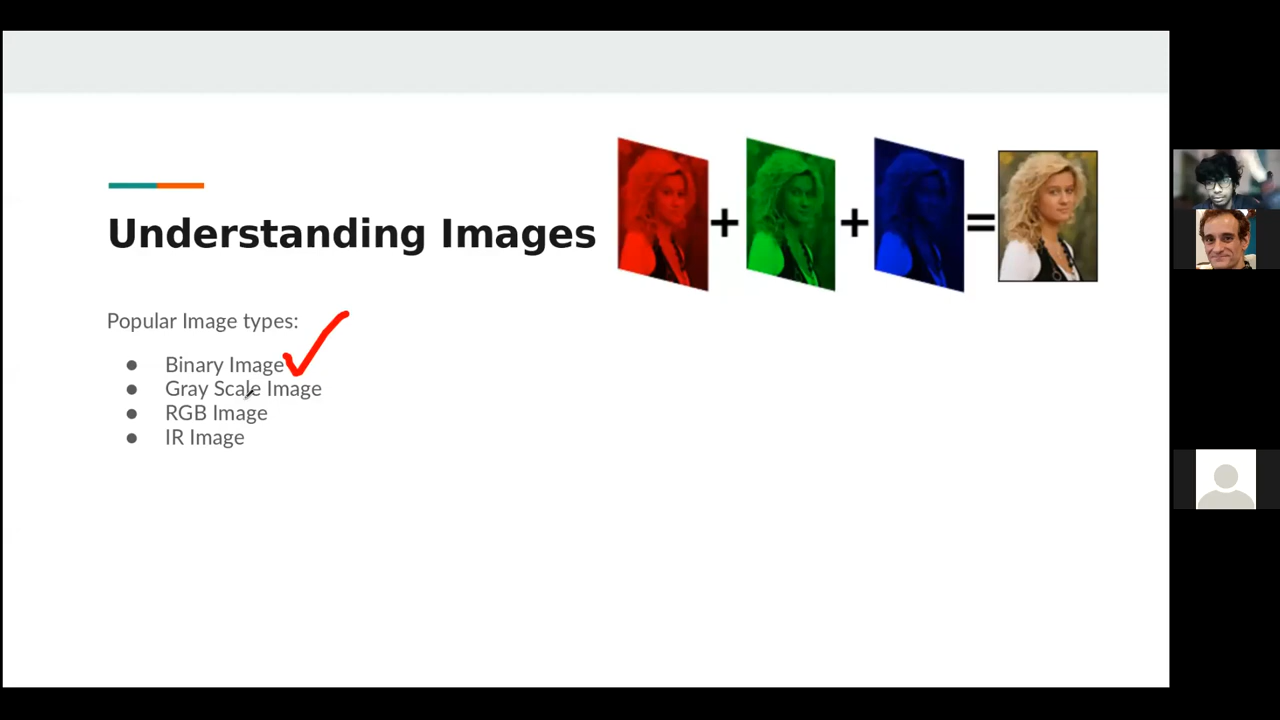 Understanding Images
+ + =
Popular Image types:
● Binary Image
● Gray Scale Image
● RGB Image
● IR Image